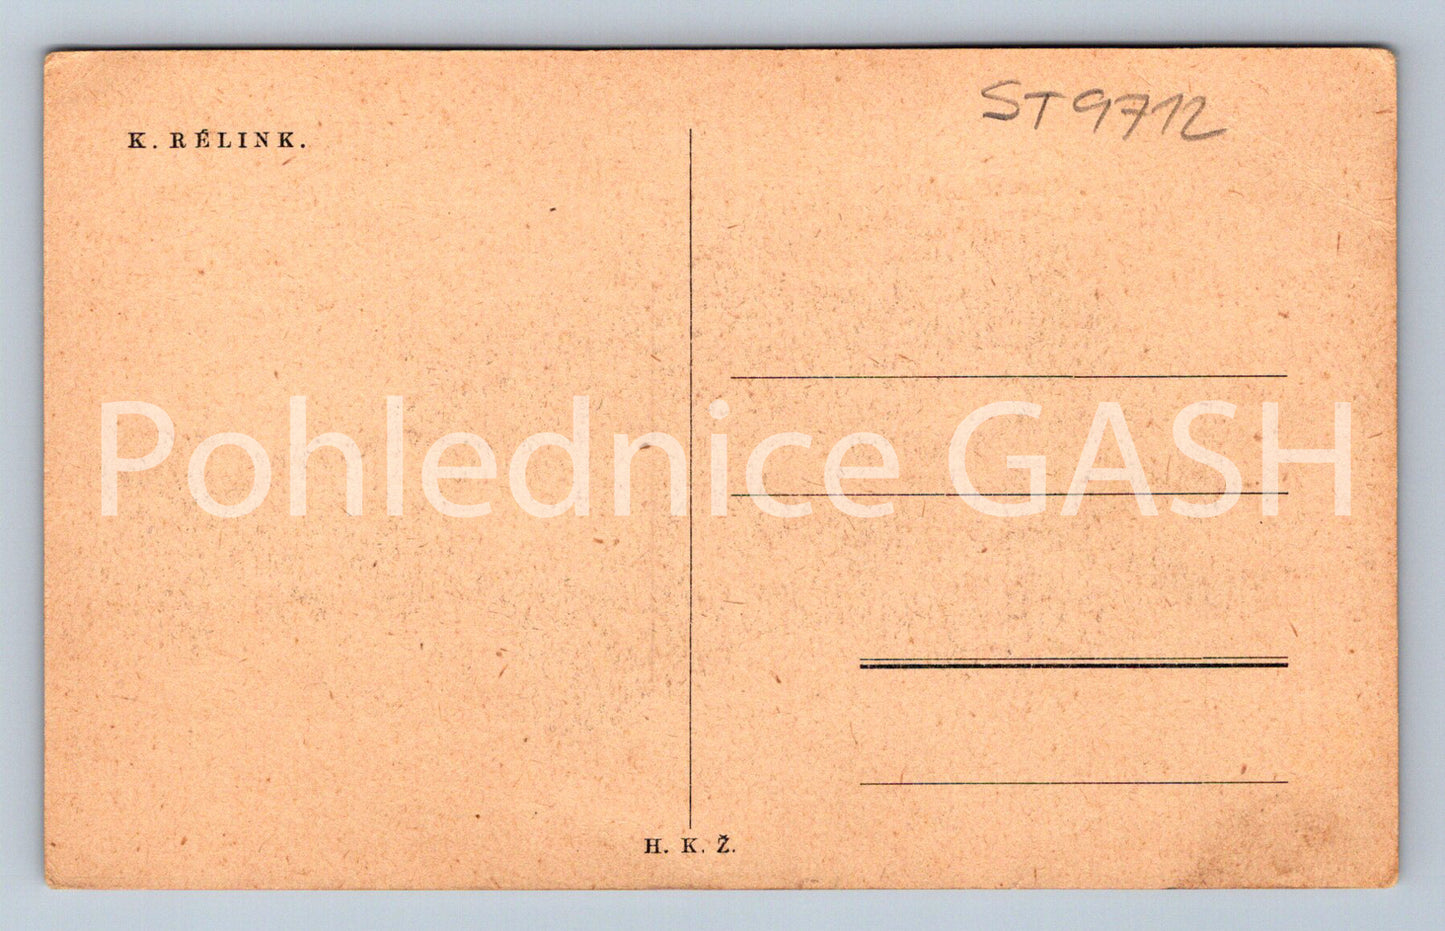 ST9712
K. RÉLINK.
Pohlednice GASH
H. K. Ž.